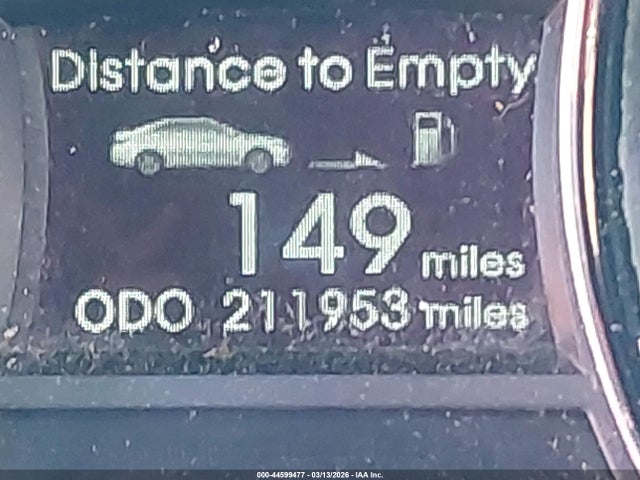 Distance to Empty
149 miles
ODO 211953 miles
000-44599477 - 03/13/2026 - IAA Inc.